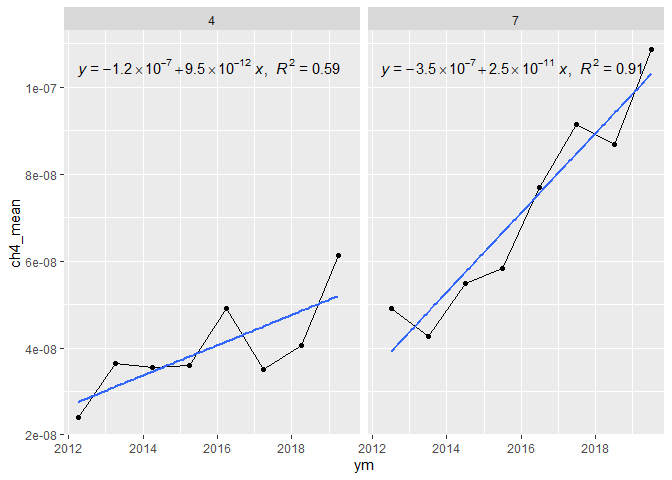 4
7
y = −1.2×10⁻⁷ +9.5×10⁻¹² x, R² = 0.59
y = −3.5×10⁻⁷ +2.5×10⁻¹¹ x, R² = 0.91
1e-07
8e-08
6e-08
4e-08
2e-08
ch4_mean
2012 2014 2016 2018
2012 2014 2016 2018
ym